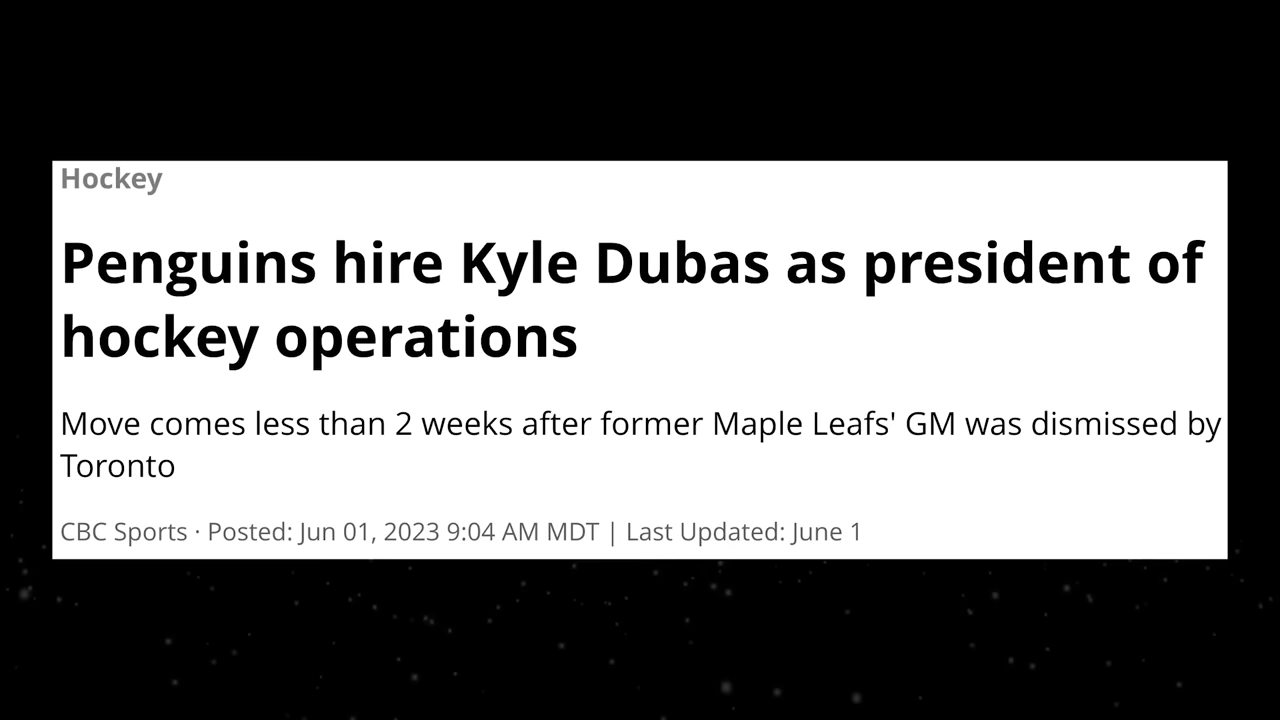 Hockey
Penguins hire Kyle Dubas as president of
hockey operations
Move comes less than 2 weeks after former Maple Leafs' GM was dismissed by
Toronto
CBC Sports · Posted: Jun 01, 2023 9:04 AM MDT | Last Updated: June 1